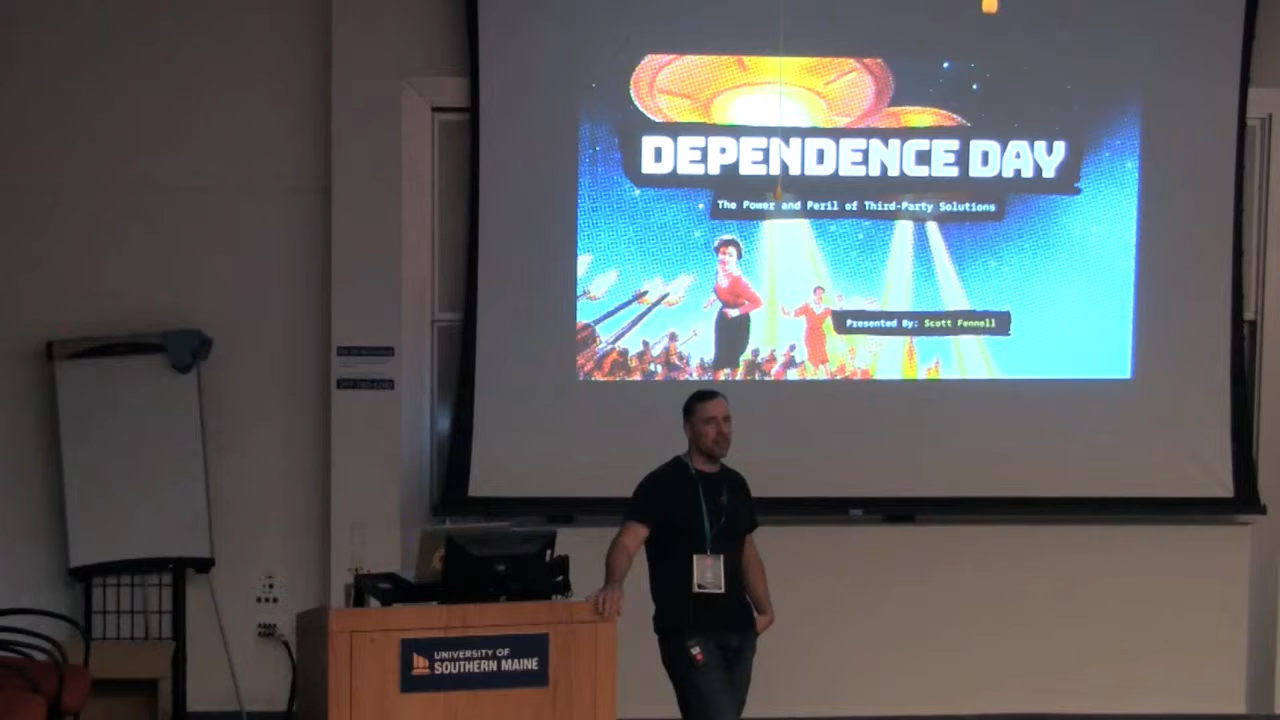 DEPENDENCE DAY
The Power and Peril of Third-Party Solutions
Presented By: Scott Fennell
UNIVERSITY OF
SOUTHERN MAINE